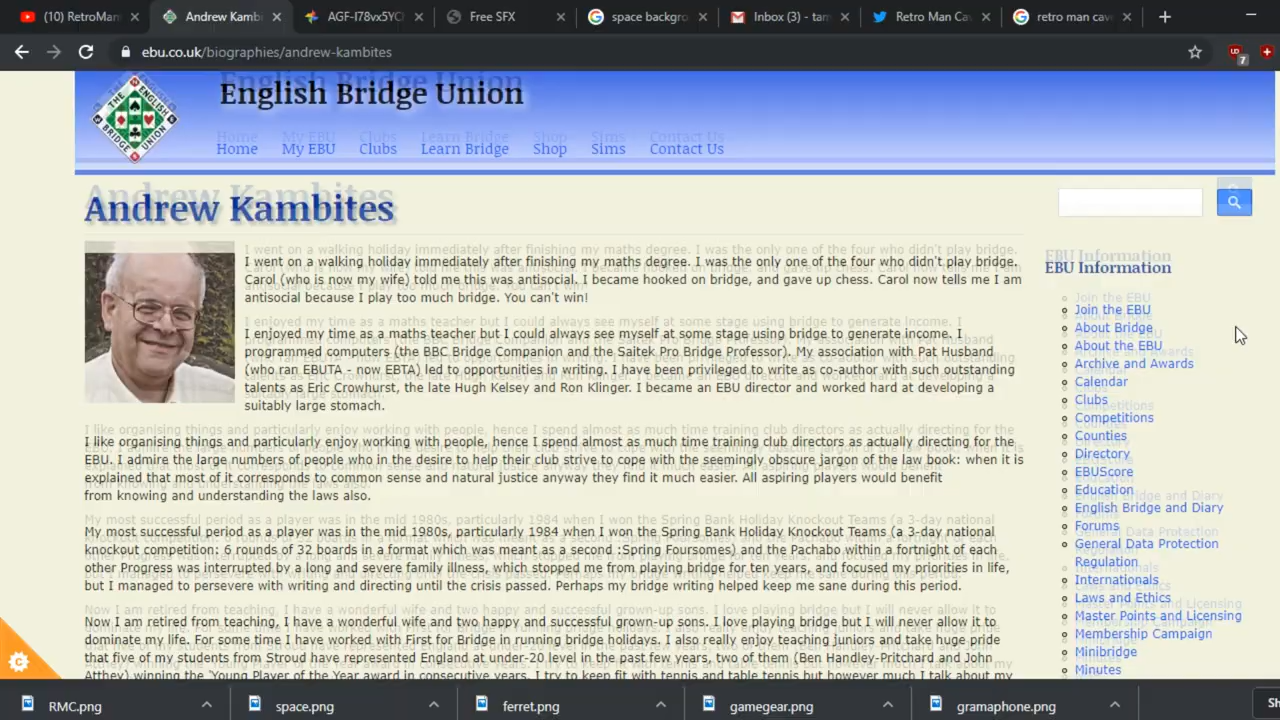 (10) RetroMan
Andrew Kambi
AGF-I78vx5YC
Free SFX
space backgro
Inbox (3) - tam
Retro Man Cav
retro man cave
ebu.co.uk/biographies/andrew-kambites
7
THE ENGLISH BRIDGE UNION
English Bridge Union
Home My EBU Clubs Learn Bridge Shop Sims Contact Us
Andrew Kambites
I went on a walking holiday immediately after finishing my maths degree. I was the only one of the four who didn't play bridge.
Carol (who is now my wife) told me this was antisocial. I became hooked on bridge, and gave up chess. Carol now tells me I am
antisocial because I play too much bridge. You can't win!
I enjoyed my time as a maths teacher but I could always see myself at some stage using bridge to generate income. I
programmed computers (the BBC Bridge Companion and the Saitek Pro Bridge Professor). My association with Pat Husband
(who ran EBUTA - now EBTA) led to opportunities in writing. I have been privileged to write as co-author with such outstanding
talents as Eric Crowhurst, the late Hugh Kelsey and Ron Klinger. I became an EBU director and worked hard at developing a
suitably large stomach.
I like organising things and particularly enjoy working with people, hence I spend almost as much time training club directors as actually directing for the
EBU. I admire the large numbers of people who in the desire to help their club strive to cope with the seemingly obscure jargon of the law book: when it is
explained that most of it corresponds to common sense and natural justice anyway they find it much easier. All aspiring players would benefit
from knowing and understanding the laws also.
My most successful period as a player was in the mid 1980s, particularly 1984 when I won the Spring Bank Holiday Knockout Teams (a 3-day national
knockout competition: 6 rounds of 32 boards in a format which was meant as a second :Spring Foursomes) and the Pachabo within a fortnight of each
other Progress was interrupted by a long and severe family illness, which stopped me from playing bridge for ten years, and focused my priorities in life,
but I managed to persevere with writing and directing until the crisis passed. Perhaps my bridge writing helped keep me sane during this period.
Now I am retired from teaching, I have a wonderful wife and two happy and successful grown-up sons. I love playing bridge but I will never allow it to
dominate my life. For some time I have worked with First for Bridge in running bridge holidays. I also really enjoy teaching juniors and take huge pride
that five of my students from Stroud have represented England at under-20 level in the past few years, two of them (Ben Handley-Pritchard and John
Atthey) winning the 'Young Player of the Year award in consecutive years. I try to keep fit with tennis and table tennis but however much I talk about my
EBU Information
Join the EBU
About Bridge
About the EBU
Archive and Awards
Calendar
Clubs
Competitions
Counties
Directory
EBUScore
Education
English Bridge and Diary
Forums
General Data Protection
Regulation
Internationals
Laws and Ethics
Master Points and Licensing
Membership Campaign
Minibridge
Minutes
RMC.png
space.png
ferret.png
gamegear.png
gramaphone.png
Sh